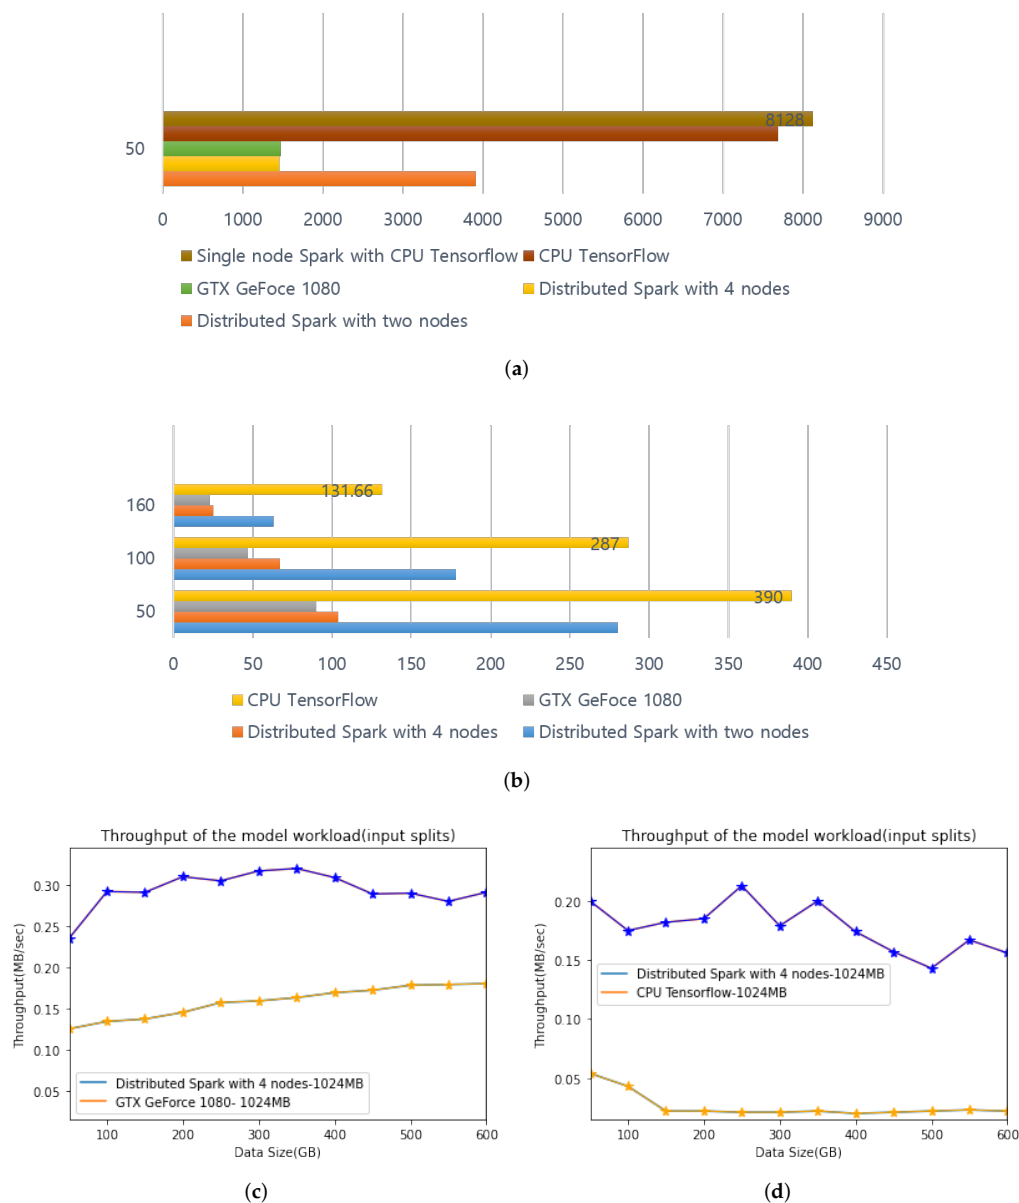 8128
50
0 1000 2000 3000 4000 5000 6000 7000 8000 9000
Single node Spark with CPU Tensorflow CPU TensorFlow
GTX GeFoce 1080 Distributed Spark with 4 nodes
Distributed Spark with two nodes
(a)
131.66
160
287
100
390
50
0 50 100 150 200 250 300 350 400 450
CPU TensorFlow GTX GeFoce 1080
Distributed Spark with 4 nodes Distributed Spark with two nodes
(b)
Throughput of the model workload(input splits)
0.30
0.25
0.20
0.15
0.10
0.05
Throughput(MB/sec)
Distributed Spark with 4 nodes-1024MB
GTX GeForce 1080- 1024MB
100 200 300 400 500 600
Data Size(GB)
(c)
Throughput of the model workload(input splits)
0.20
0.15
0.10
0.05
Throughput(MB/sec)
Distributed Spark with 4 nodes-1024MB
CPU Tensorflow-1024MB
100 200 300 400 500 600
Data Size(GB)
(d)